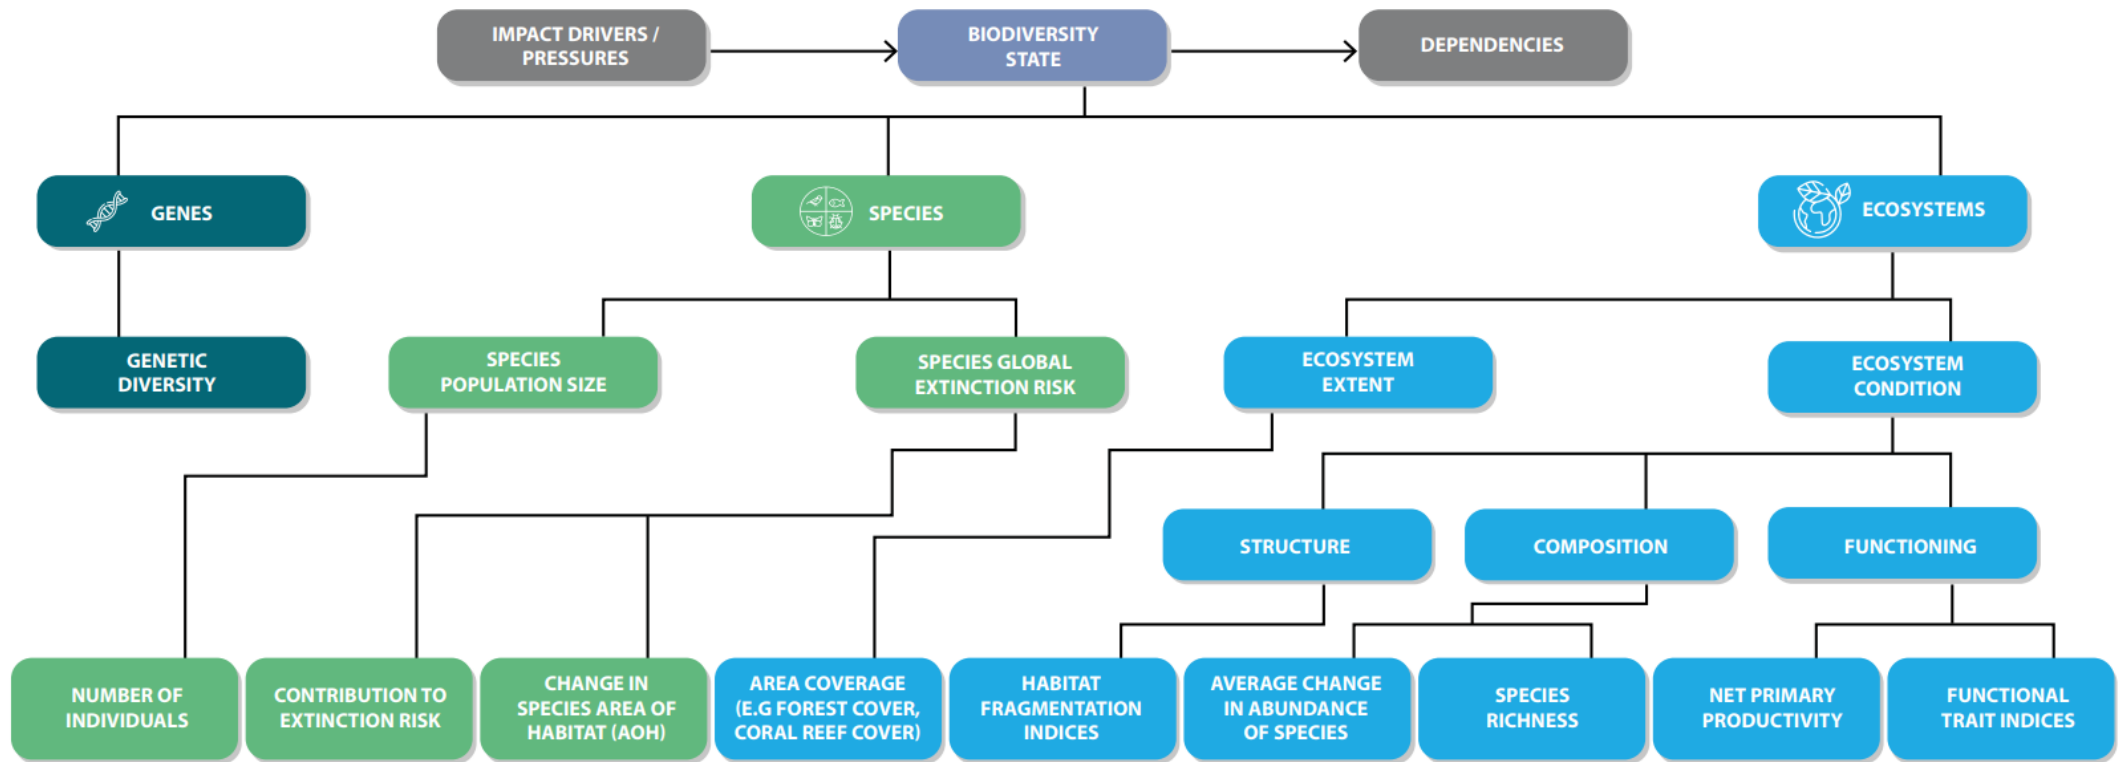 IMPACT DRIVERS /
PRESSURES
BIODIVERSITY
STATE
DEPENDENCIES
GENES
SPECIES
ECOSYSTEMS
GENETIC
DIVERSITY
SPECIES
POPULATION SIZE
SPECIES GLOBAL
EXTINCTION RISK
ECOSYSTEM
EXTENT
ECOSYSTEM
CONDITION
STRUCTURE
COMPOSITION
FUNCTIONING
NUMBER OF
INDIVIDUALS
CONTRIBUTION TO
EXTINCTION RISK
CHANGE IN
SPECIES AREA OF
HABITAT (AOH)
AREA COVERAGE
(E.G FOREST COVER,
CORAL REEF COVER)
HABITAT
FRAGMENTATION
INDICES
AVERAGE CHANGE
IN ABUNDANCE
OF SPECIES
SPECIES
RICHNESS
NET PRIMARY
PRODUCTIVITY
FUNCTIONAL
TRAIT INDICES